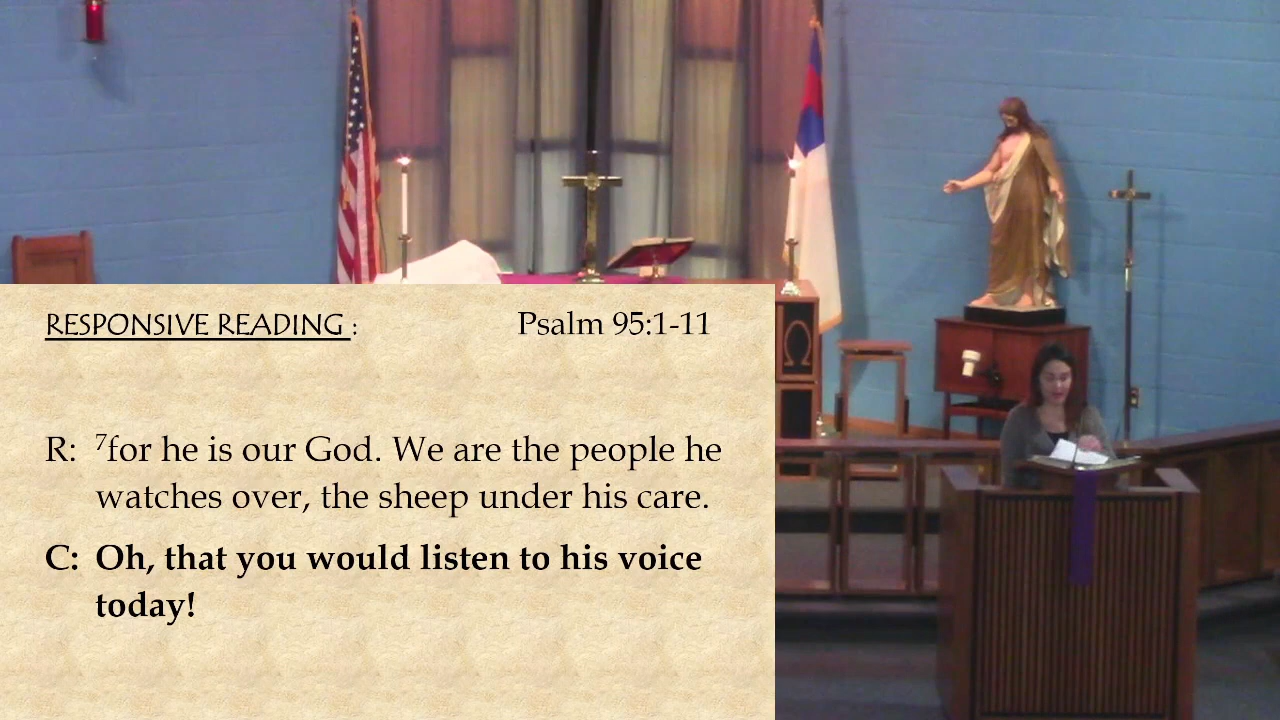 RESPONSIVE READING : Psalm 95:1-11
R: ⁷for he is our God. We are the people he
watches over, the sheep under his care.
C: Oh, that you would listen to his voice
today!